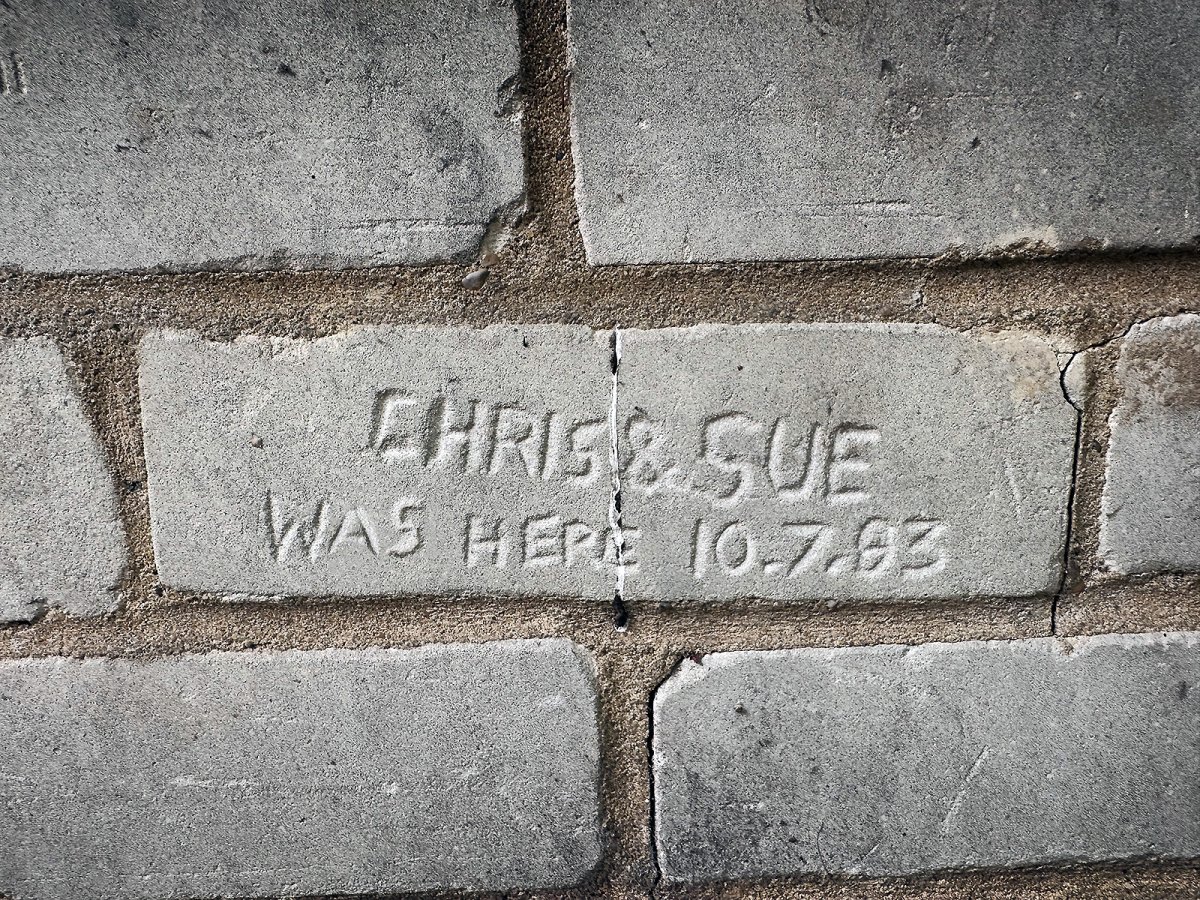 CHRIS & SUE
WAS HERE 10.7.83